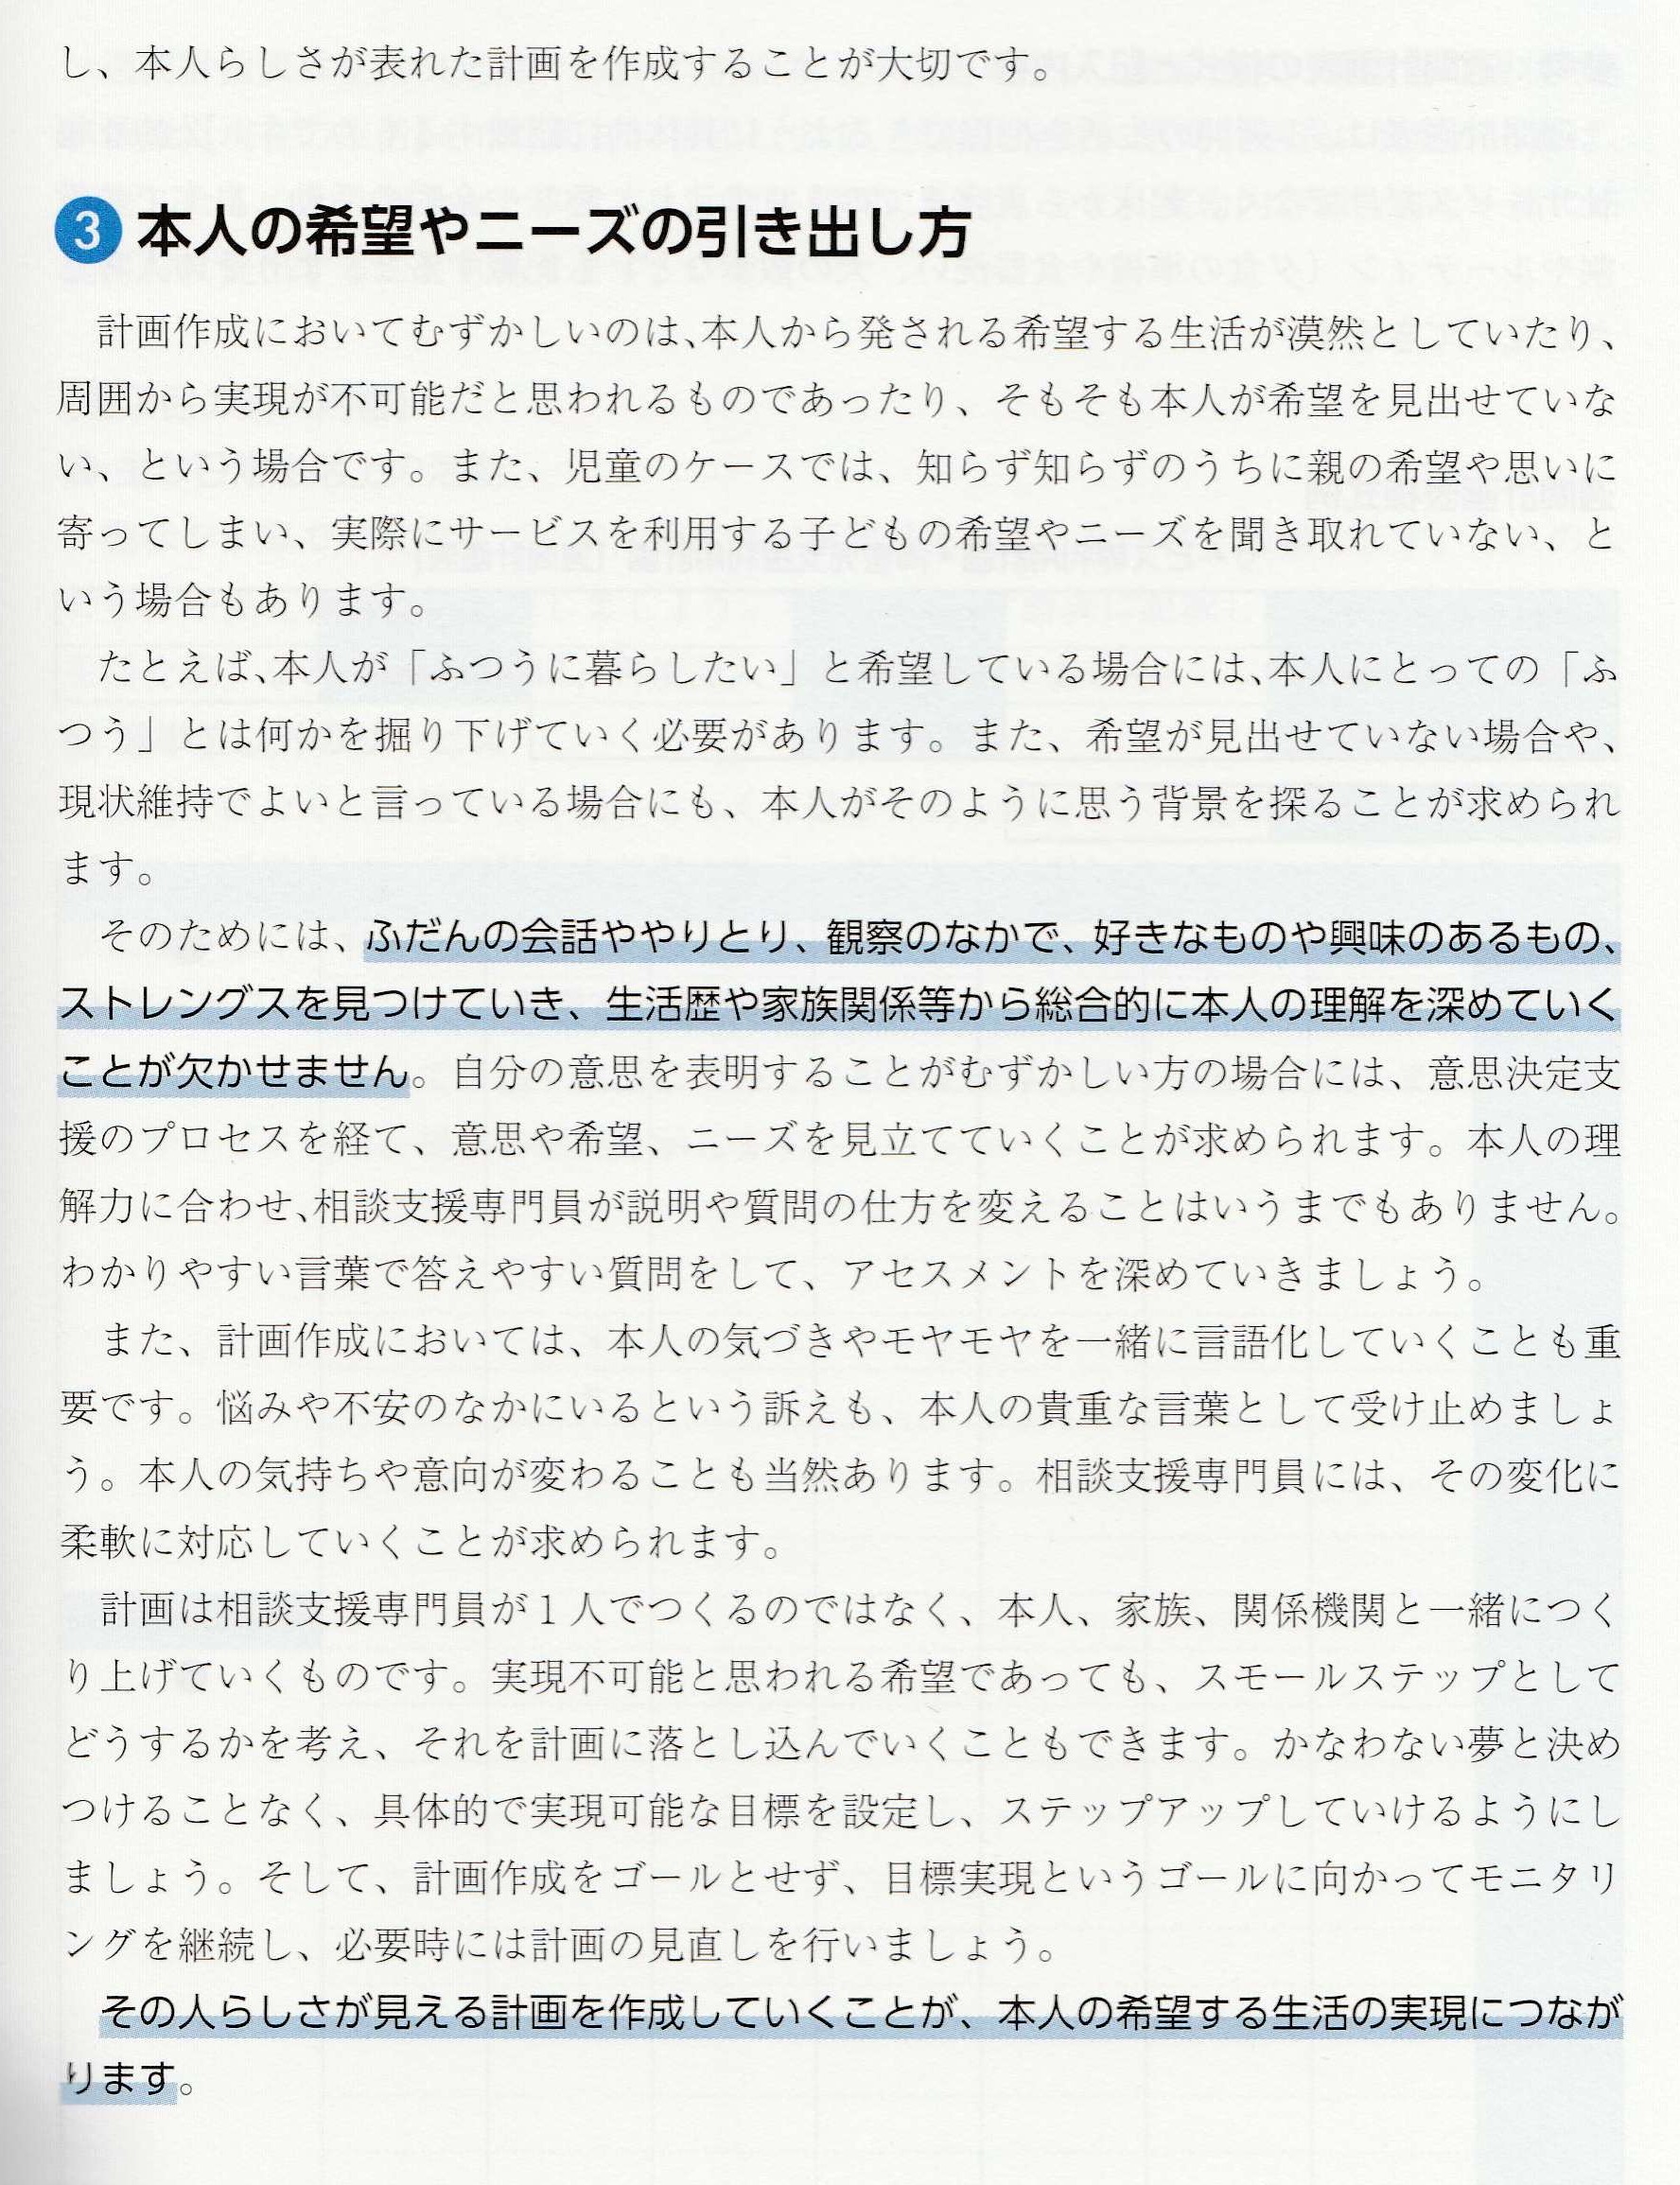 し、本人らしさが表れた計画を作成することが大切です。
3 本人の希望やニーズの引き出し方
計画作成においてむずかしいのは、本人から発される希望する生活が漠然としていたり、
周囲から実現が不可能だと思われるものであったり、そもそも本人が希望を見出せていな
い、という場合です。また、児童のケースでは、知らず知らずのうちに親の希望や思いに
寄ってしまい、実際にサービスを利用する子どもの希望やニーズを聞き取れていない、と
いう場合もあります。
たとえば、本人が「ふつうに暮らしたい」と希望している場合には、本人にとっての「ふ
つう」とは何かを掘り下げていく必要があります。また、希望が見出せていない場合や、
現状維持でよいと言っている場合にも、本人がそのように思う背景を探ることが求められ
ます。
そのためには、ふだんの会話ややりとり、観察のなかで、好きなものや興味のあるもの、
ストレングスを見つけていき、生活歴や家族関係等から総合的に本人の理解を深めていく
ことが欠かせません。自分の意思を表明することがむずかしい方の場合には、意思決定支
援のプロセスを経て、意思や希望、ニーズを見立てていくことが求められます。本人の理
解力に合わせ、相談支援専門員が説明や質問の仕方を変えることはいうまでもありません。
わかりやすい言葉で答えやすい質問をして、アセスメントを深めていきましょう。
また、計画作成においては、本人の気づきやモヤモヤを一緒に言語化していくことも重
要です。悩みや不安のなかにいるという訴えも、本人の貴重な言葉として受け止めましょ
う。本人の気持ちや意向が変わることも当然あります。相談支援専門員には、その変化に
柔軟に対応していくことが求められます。
計画は相談支援専門員が1人でつくるのではなく、本人、家族、関係機関と一緒につく
り上げていくものです。実現不可能と思われる希望であっても、スモールステップとして
どうするかを考え、それを計画に落とし込んでいくこともできます。かなわない夢と決め
つけることなく、具体的で実現可能な目標を設定し、ステップアップしていけるようにし
ましょう。そして、計画作成をゴールとせず、目標実現というゴールに向かってモニタリ
ングを継続し、必要時には計画の見直しを行いましょう。
その人らしさが見える計画を作成していくことが、本人の希望する生活の実現につなが
ります。